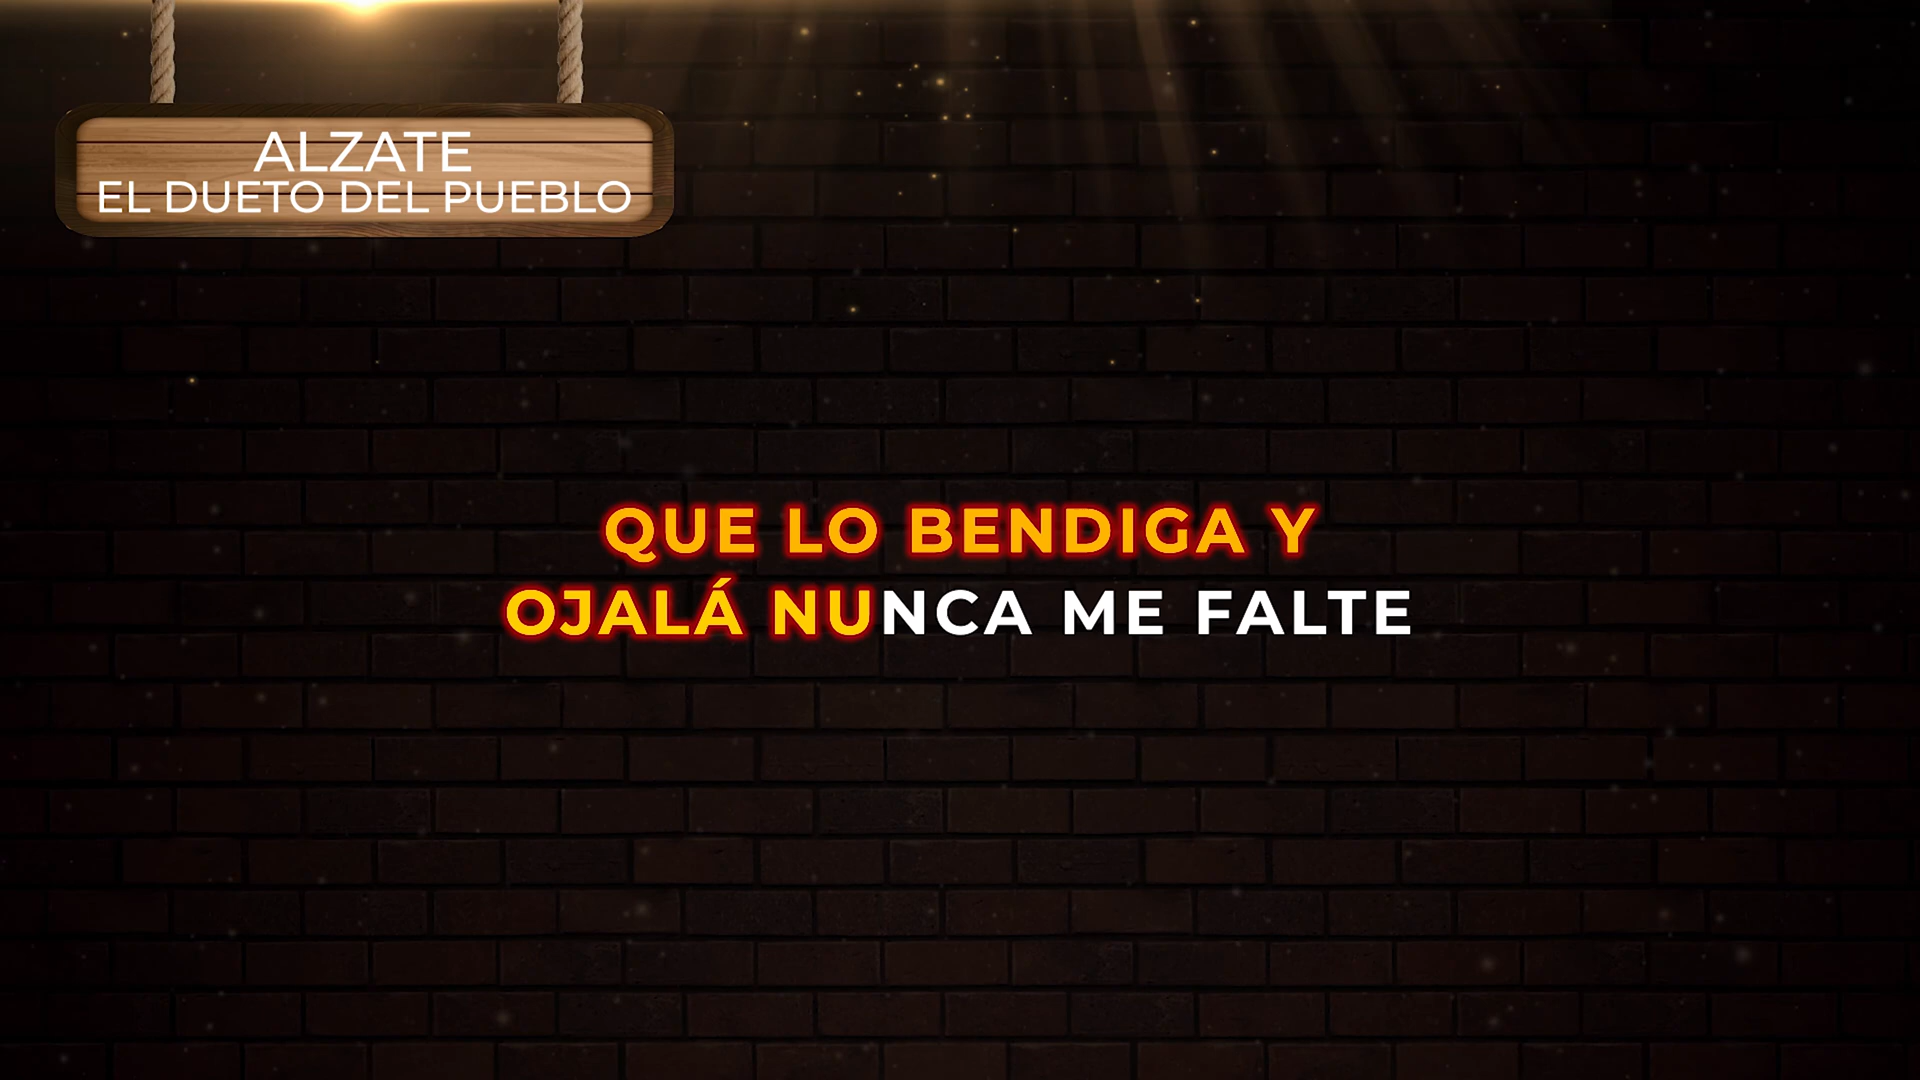 ALZATE
EL DUETO DEL PUEBLO
QUE LO BENDIGA Y
OJALÁ NUNCA ME FALTE